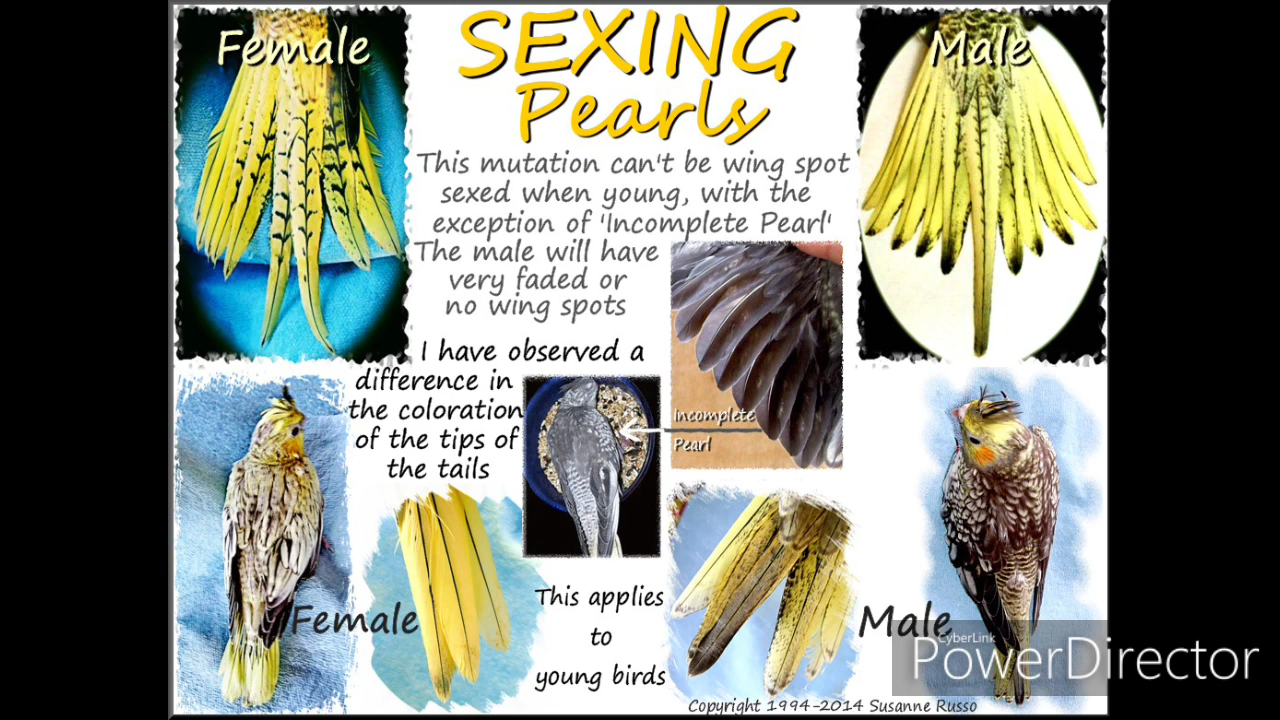 SEXING
Pearls
Female
Male
This mutation can't be wing spot
sexed when young, with the
exception of 'Incomplete Pearl'
The male will have
very faded or
no wing spots
I have observed a
difference in
the coloration
of the tips of
the tails
Incomplete
Pearl
Female
This applies
to
young birds
Male
CyberLink
PowerDirector
Copyright 1994-2014 Susanne Russo